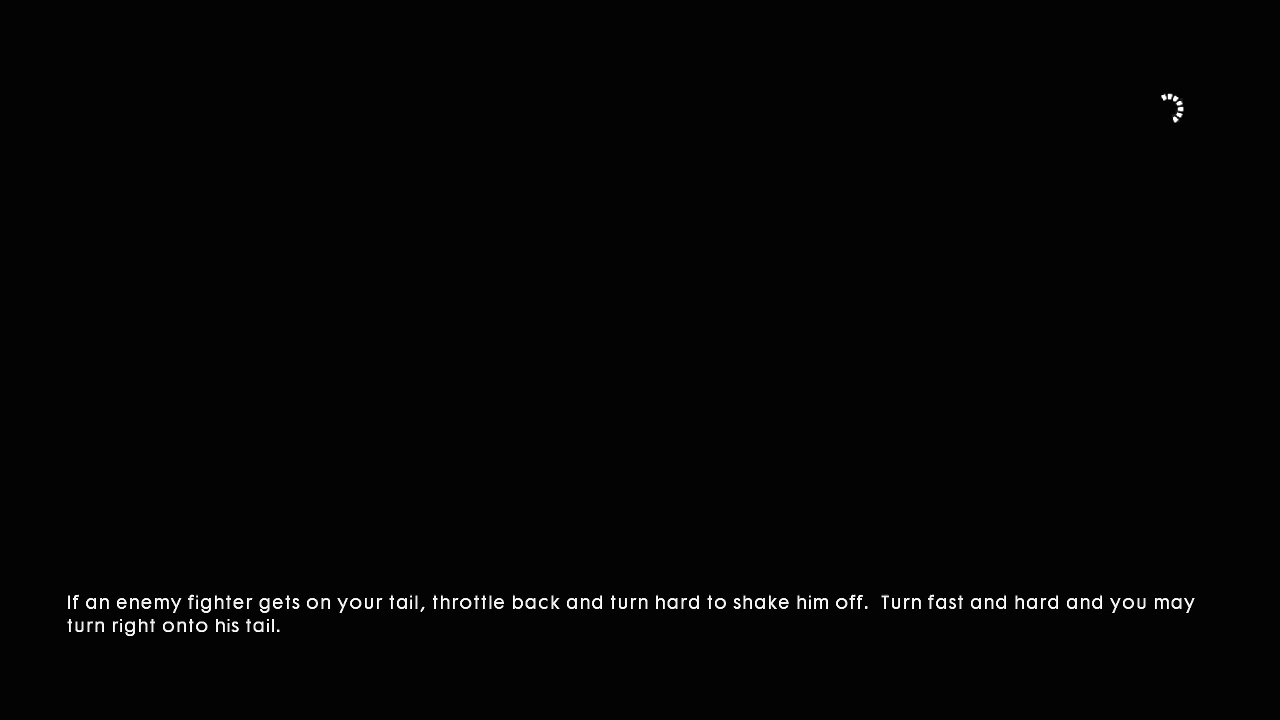 If an enemy fighter gets on your tail, throttle back and turn hard to shake him off.  Turn fast and hard and you may
turn right onto his tail.